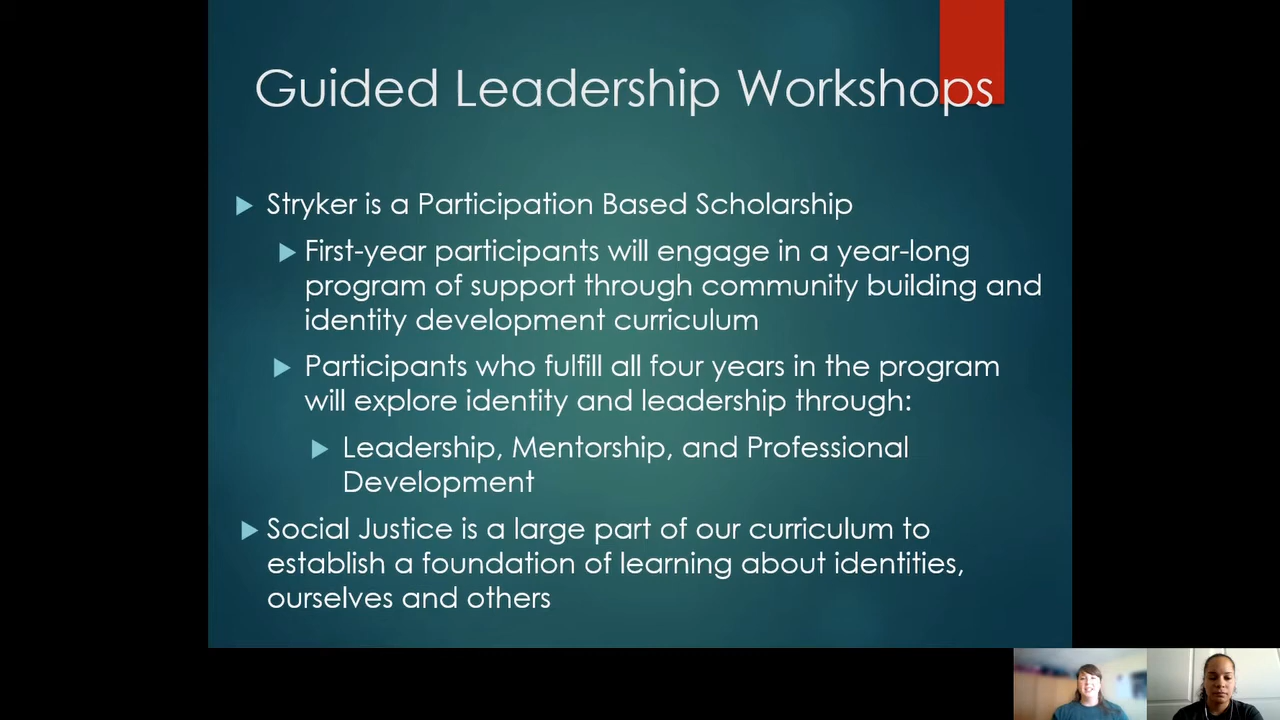 Guided Leadership Workshops
Stryker is a Participation Based Scholarship
First-year participants will engage in a year-long
program of support through community building and
identity development curriculum
Participants who fulfill all four years in the program
will explore identity and leadership through:
Leadership, Mentorship, and Professional
Development
Social Justice is a large part of our curriculum to
establish a foundation of learning about identities,
ourselves and others